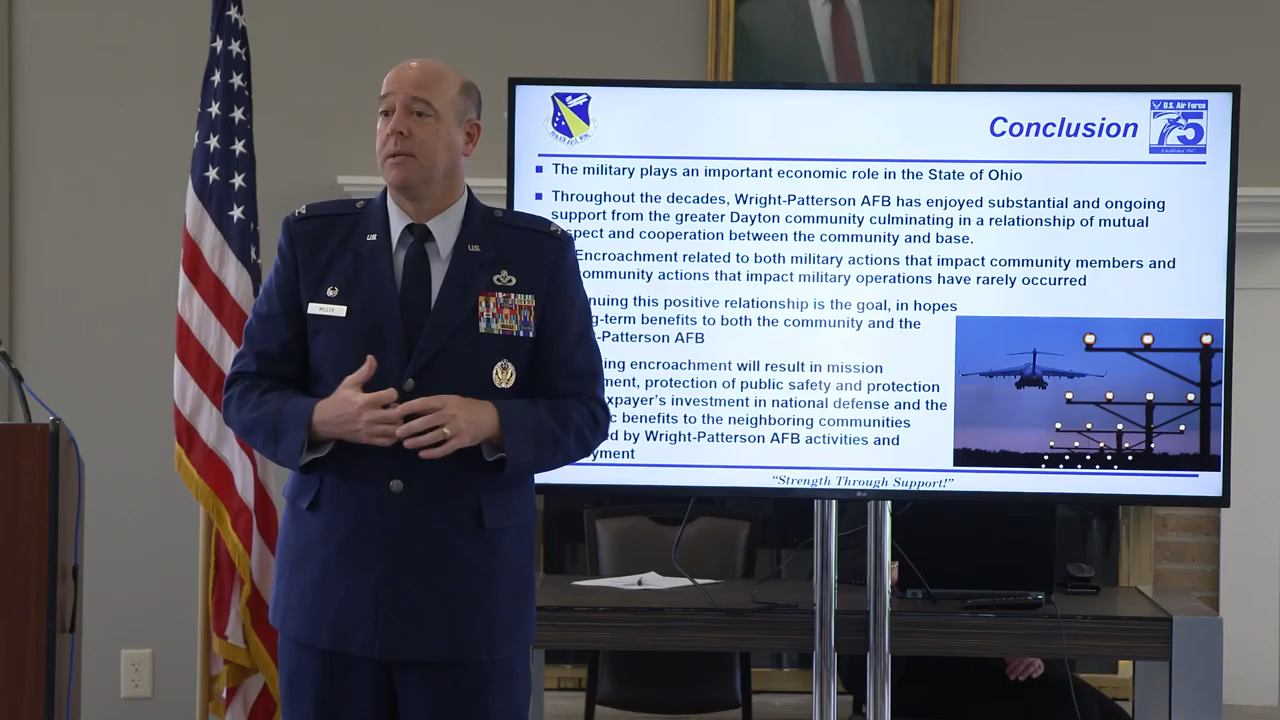 U.S. Air Force
75
Established 1947
Conclusion
The military plays an important economic role in the State of Ohio
Throughout the decades, Wright-Patterson AFB has enjoyed substantial and ongoing
support from the greater Dayton community culminating in a relationship of mutual
spect and cooperation between the community and base.
Encroachment related to both military actions that impact community members and
ommunity actions that impact military operations have rarely occurred
nuing this positive relationship is the goal, in hopes
g-term benefits to both the community and the
-Patterson AFB
ing encroachment will result in mission
ment, protection of public safety and protection
xpayer's investment in national defense and the
c benefits to the neighboring communities
ed by Wright-Patterson AFB activities and
yment
"Strength Through Support!"
LG
U.S.
U.S.
MILLER